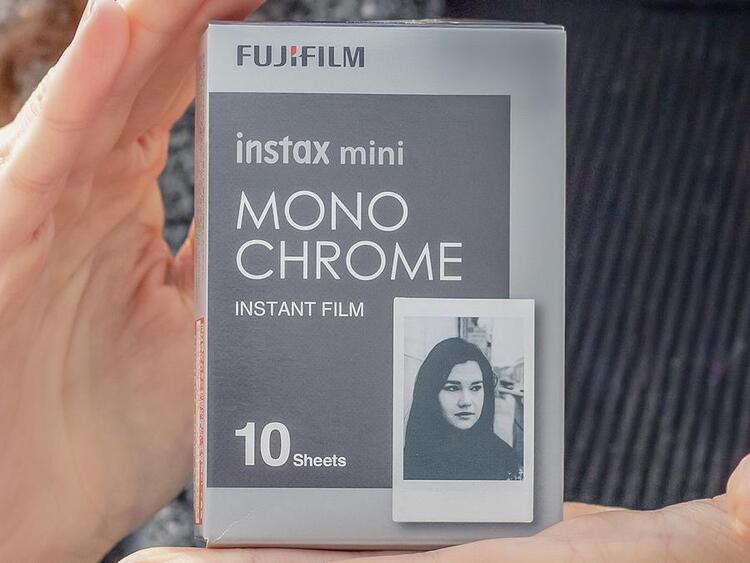 FUJIFILM
instax mini
MONO
CHROME
INSTANT FILM
10 Sheets